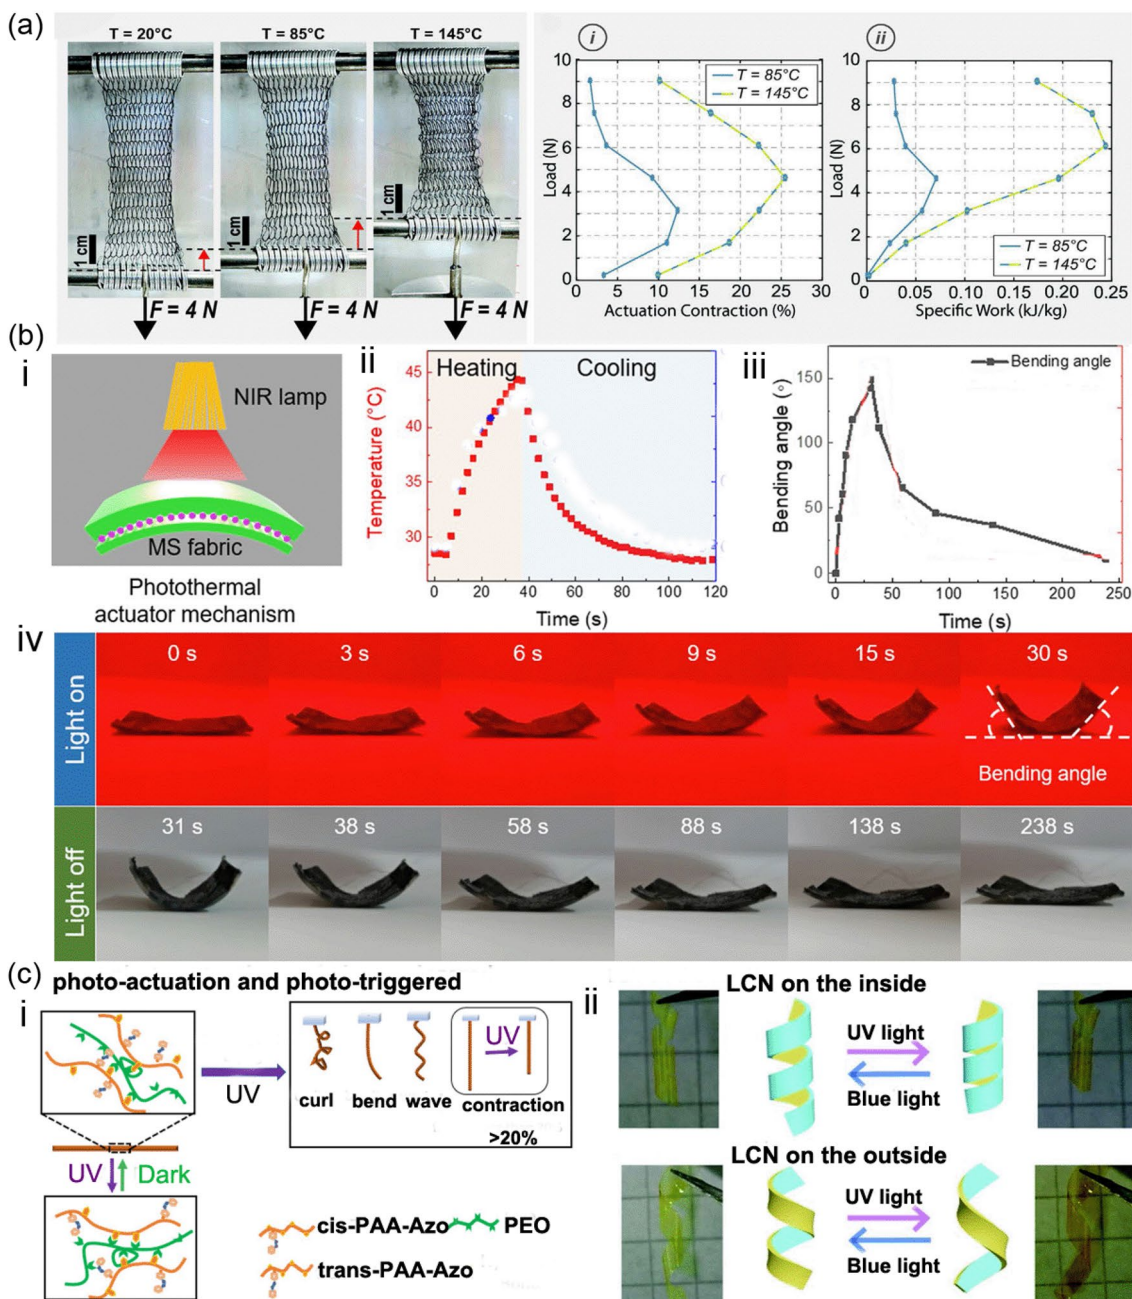 (a)
T = 20°C
T = 85°C
T = 145°C
1 cm
1 cm
1 cm
F = 4 N
F = 4 N
F = 4 N
i
Load (N)
10
9
8
6
4
2
0
T = 85°C
T = 145°C
0 5 10 15 20 25 30
Actuation Contraction (%)
ii
Load (N)
10
9
8
6
4
2
0
T = 85°C
T = 145°C
0 0.05 0.10 0.15 0.20 0.25
Specific Work (kJ/kg)
(b)
i
NIR lamp
MS fabric
Photothermal
actuator mechanism
ii
Heating
Cooling
Temperature (°C)
45
40
35
30
0 20 40 60 80 100 120
Time (s)
iii
Bending angle
Bending angle (°)
150
100
50
0
0 50 100 150 200 250
Time (s)
iv
Light on
0 s
3 s
6 s
9 s
15 s
30 s
Bending angle
Light off
31 s
38 s
58 s
88 s
138 s
238 s
(c)
photo-actuation and photo-triggered
i
UV
curl
bend
wave
UV
contraction
>20%
UV
Dark
cis-PAA-Azo
PEO
trans-PAA-Azo
ii
LCN on the inside
UV light
Blue light
LCN on the outside
UV light
Blue light